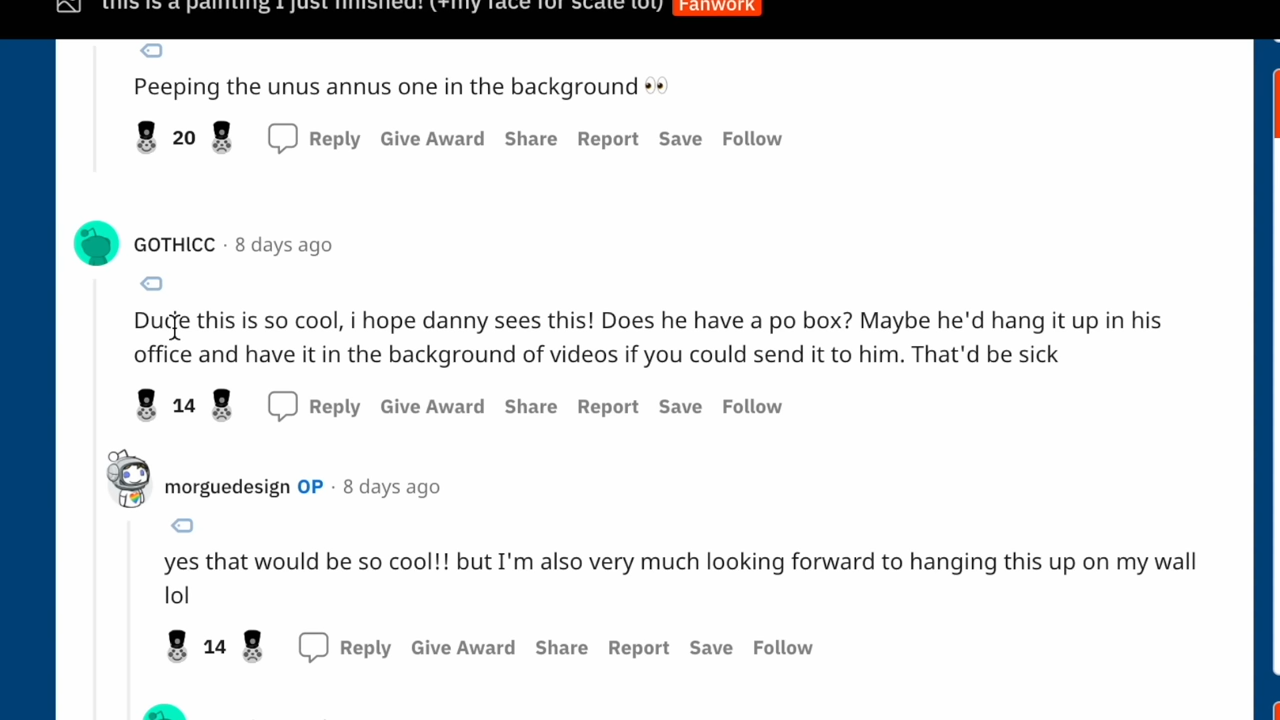 this is a painting I just finished! (+my face for scale lol) Fanwork
Peeping the unus annus one in the background 👀
20 Reply Give Award Share Report Save Follow
GOTHlCC · 8 days ago
Dude this is so cool, i hope danny sees this! Does he have a po box? Maybe he'd hang it up in his
office and have it in the background of videos if you could send it to him. That'd be sick
14 Reply Give Award Share Report Save Follow
morguedesign OP · 8 days ago
yes that would be so cool!! but I'm also very much looking forward to hanging this up on my wall
lol
14 Reply Give Award Share Report Save Follow